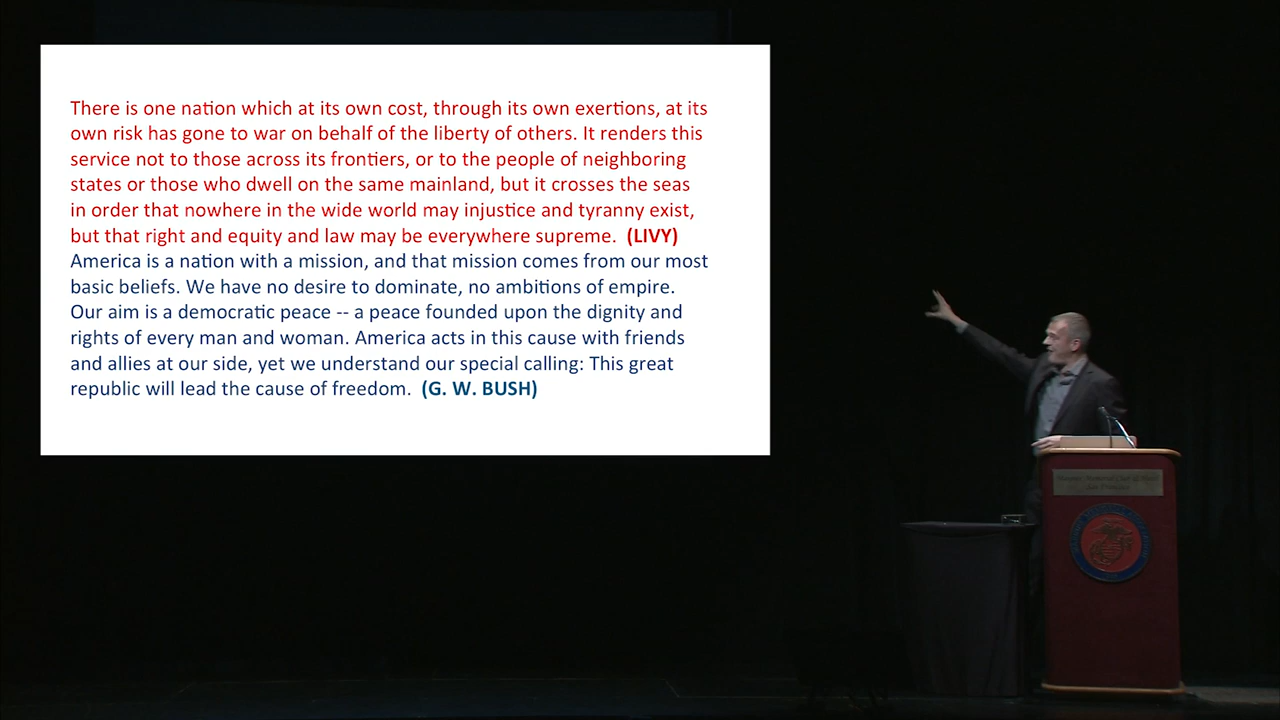 There is one nation which at its own cost, through its own exertions, at its
own risk has gone to war on behalf of the liberty of others. It renders this
service not to those across its frontiers, or to the people of neighboring
states or those who dwell on the same mainland, but it crosses the seas
in order that nowhere in the wide world may injustice and tyranny exist,
but that right and equity and law may be everywhere supreme. (LIVY)
America is a nation with a mission, and that mission comes from our most
basic beliefs. We have no desire to dominate, no ambitions of empire.
Our aim is a democratic peace -- a peace founded upon the dignity and
rights of every man and woman. America acts in this cause with friends
and allies at our side, yet we understand our special calling: This great
republic will lead the cause of freedom. (G. W. BUSH)